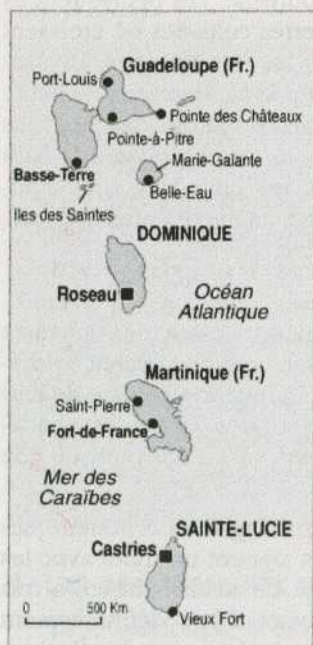 Guadeloupe (Fr.)
Port-Louis
Pointe des Châteaux
Pointe-à-Pitre
Marie-Galante
Basse-Terre
Belle-Eau
Iles des Saintes
DOMINIQUE
Roseau
Océan
Atlantique
Martinique (Fr.)
Saint-Pierre
Fort-de-France
Mer des
Caraïbes
SAINTE-LUCIE
Castries
0 500 Km
Vieux Fort